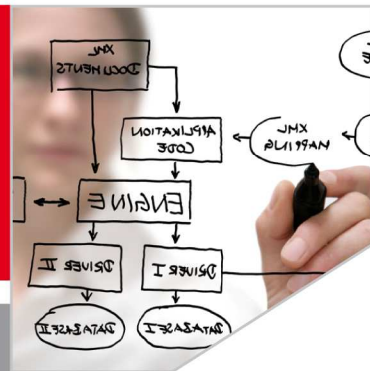 XML
DOCUMENTS
APPLIKATION
CODE
XML
MAPPING
ENGINE
DRIVER II
DRIVER I
DATABASE II
DATABASE I